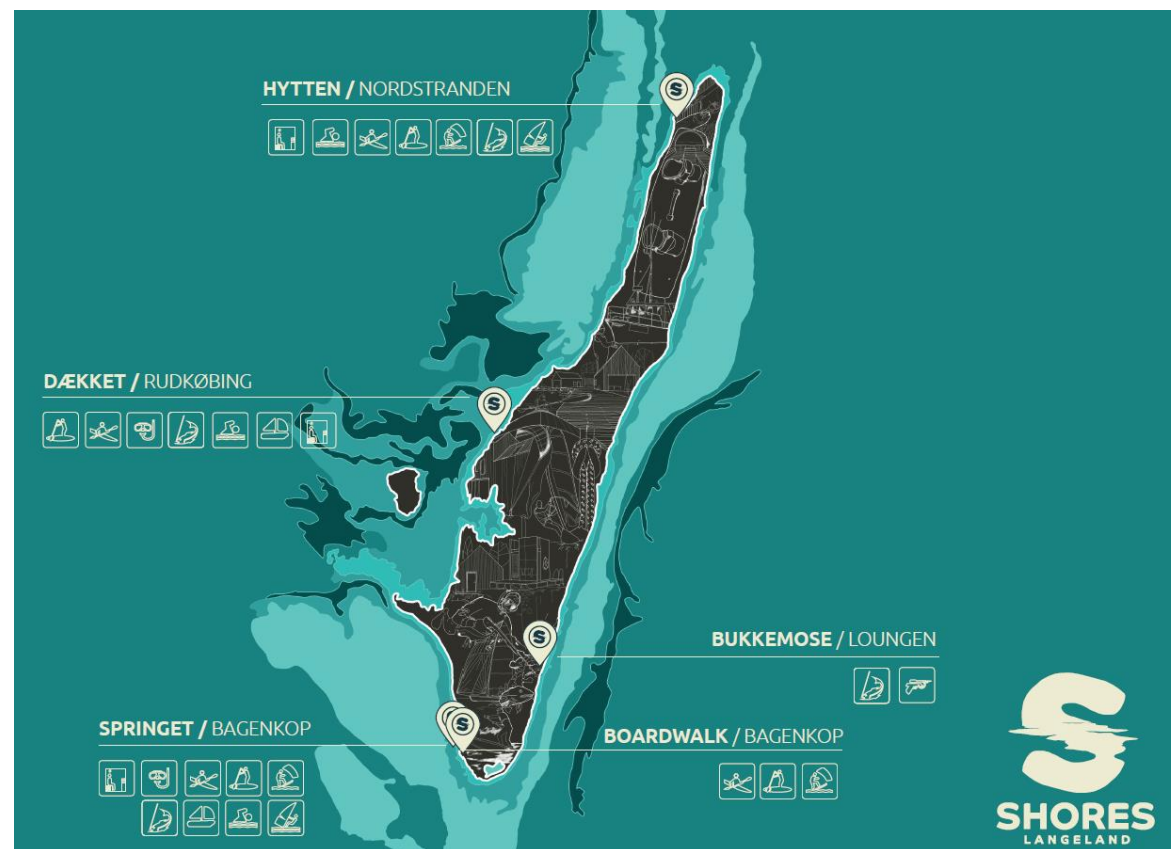 HYTTEN / NORDSTRANDEN
DÆKKET / RUDKØBING
BUKKEMOSE / LOUNGEN
SPRINGET / BAGENKOP
BOARDWALK / BAGENKOP
SHORES
LANGELAND